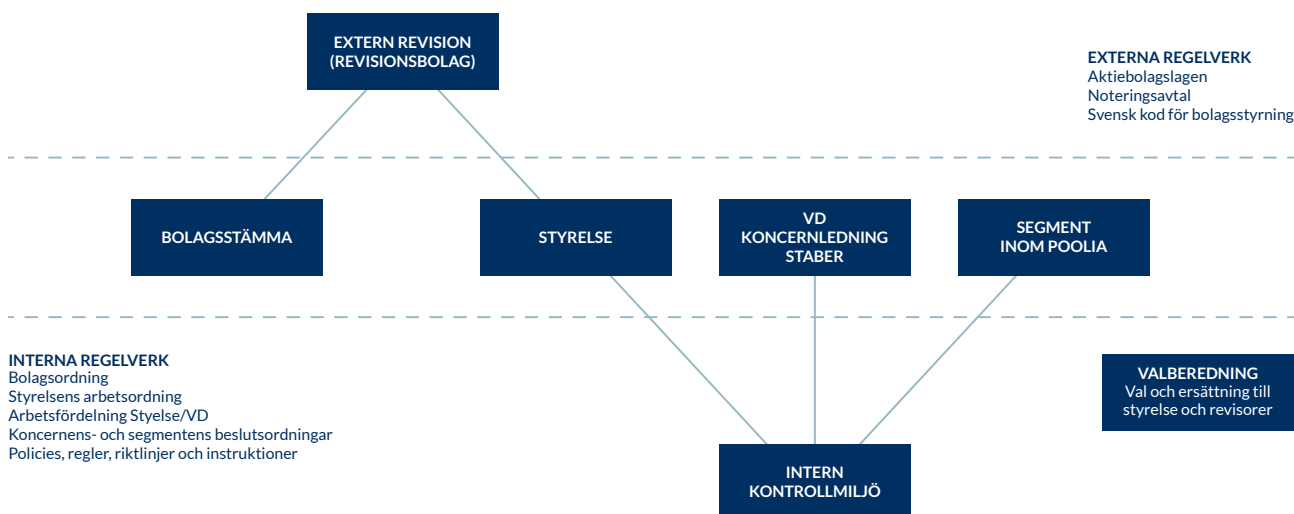 EXTERN REVISION
(REVISIONSBOLAG)
EXTERNA REGELVERK
Aktiebolagslagen
Noteringsavtal
Svensk kod för bolagsstyrning
BOLAGSSTÄMMA
STYRELSE
VD
KONCERNLEDNING
STABER
SEGMENT
INOM POOLIA
INTERNA REGELVERK
Bolagsordning
Styrelsens arbetsordning
Arbetsfördelning Styelse/VD
Koncernens- och segmentens beslutsordningar
Policies, regler, riktlinjer och instruktioner
VALBEREDNING
Val och ersättning till
styrelse och revisorer
INTERN
KONTROLLMILJÖ